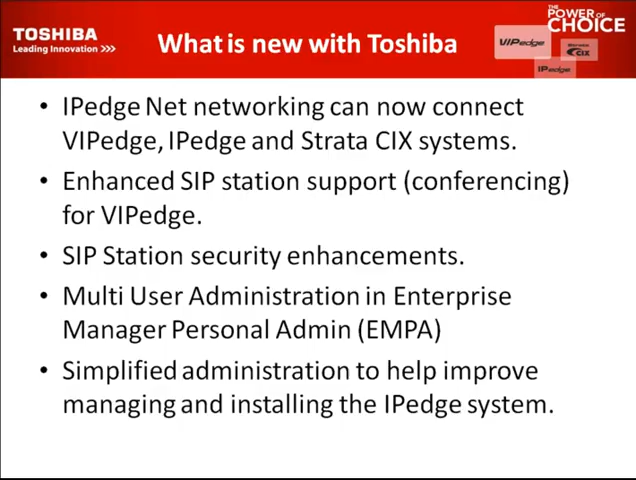 TOSHIBA
Leading Innovation >>>
What is new with Toshiba
THE POWER OF
CHOICE
VIPedge
CIX
IPedge
• IPedge Net networking can now connect
VIPedge, IPedge and Strata CIX systems.
• Enhanced SIP station support (conferencing)
for VIPedge.
• SIP Station security enhancements.
• Multi User Administration in Enterprise
Manager Personal Admin (EMPA)
• Simplified administration to help improve
managing and installing the IPedge system.